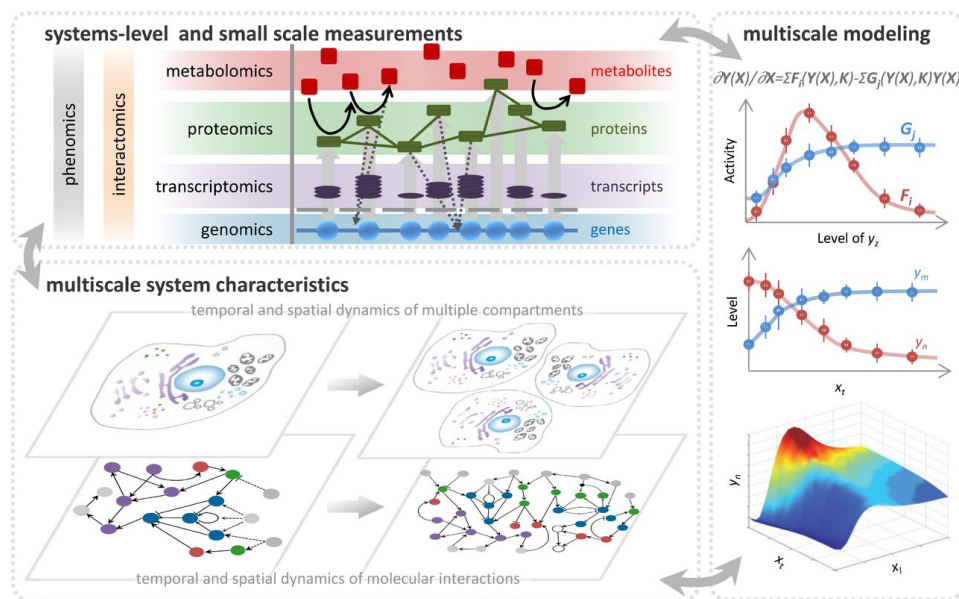 systems-level and small scale measurements
phenomics
interactomics
metabolomics
metabolites
proteomics
proteins
transcriptomics
transcripts
genomics
genes
multiscale system characteristics
temporal and spatial dynamics of multiple compartments
temporal and spatial dynamics of molecular interactions
multiscale modeling
∂Y(X)/∂X=ΣFi(Y(X),K)-ΣGj(Y(X),K)Y(X)
Activity
Gj
Fi
Level of yz
Level
ym
yn
xt
yn
xt
xl